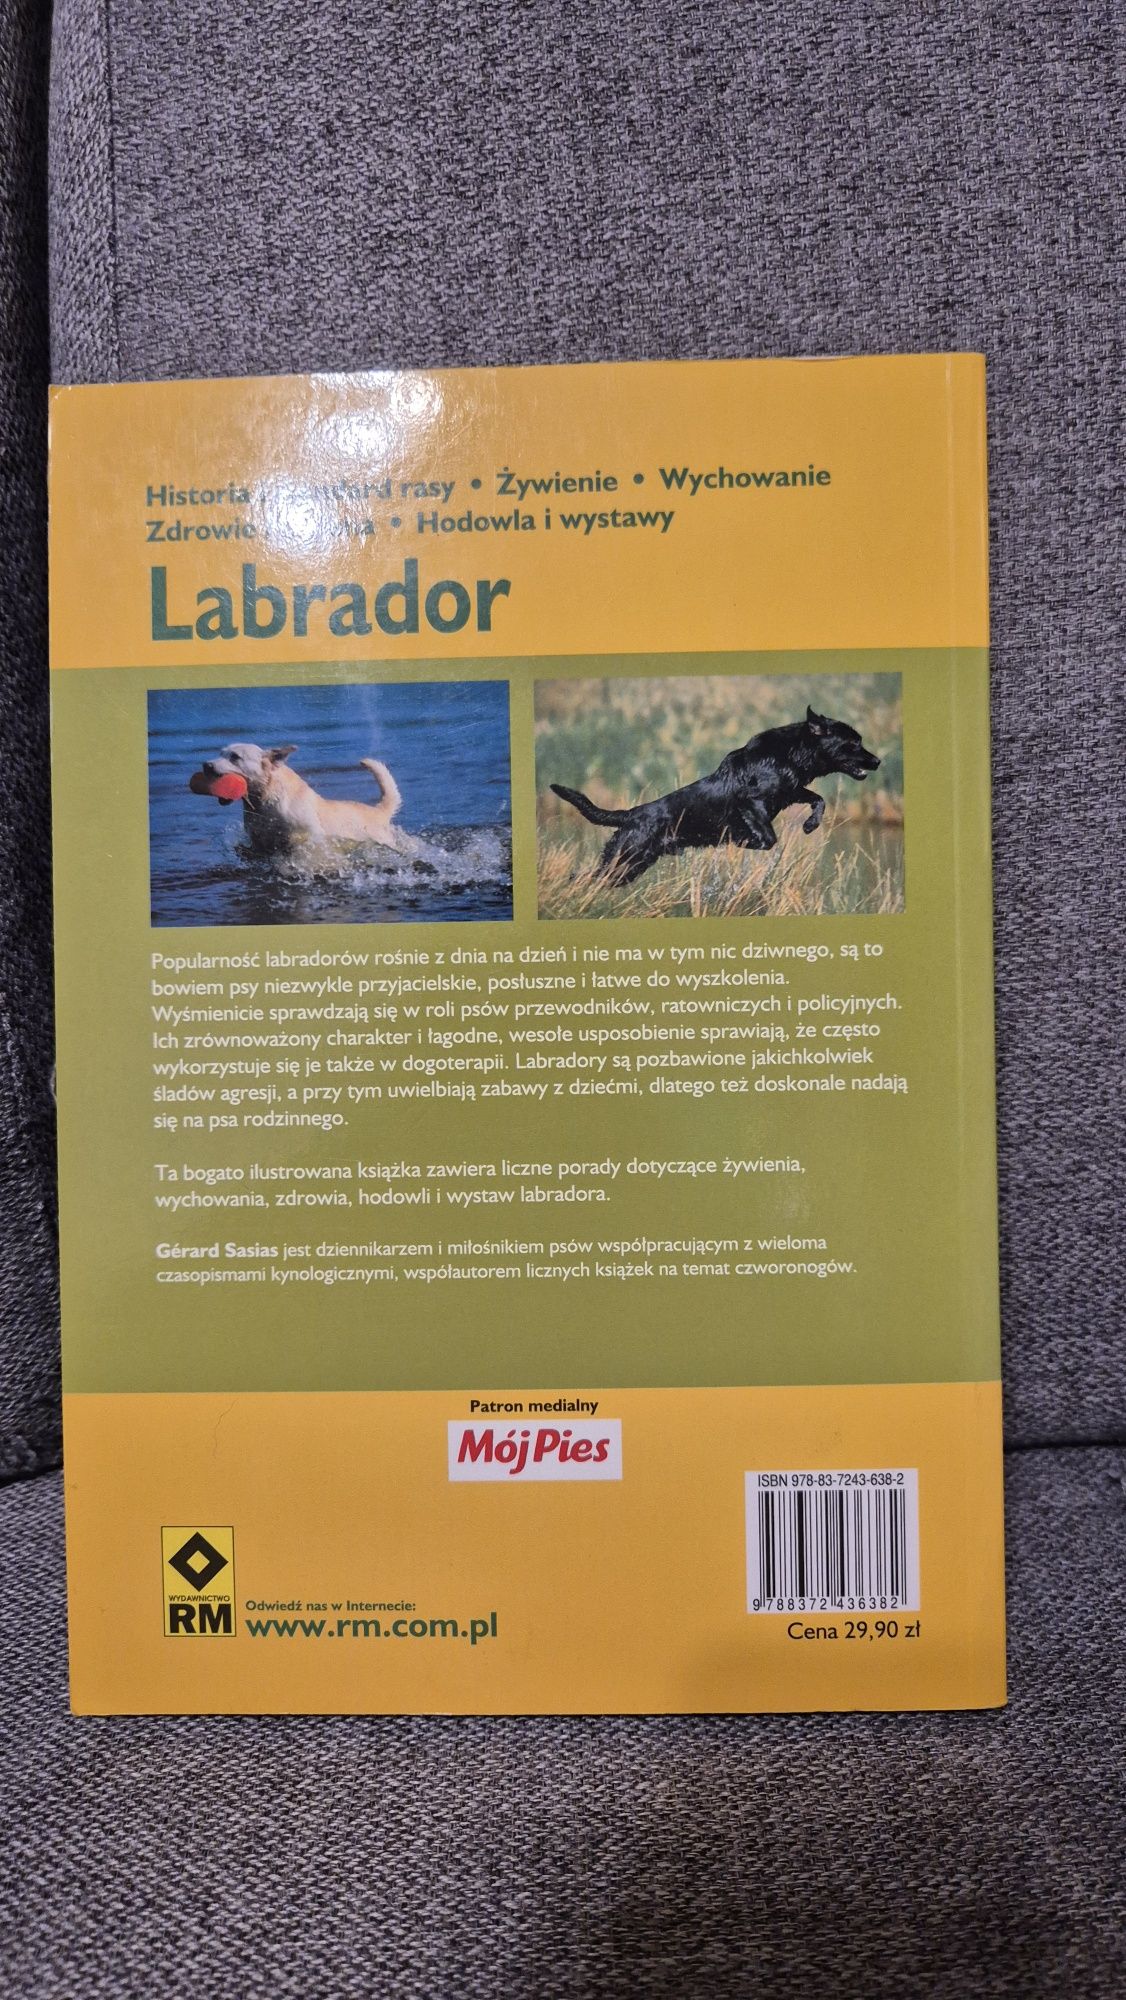 Historia rasy • Żywienie • Wychowanie
Zdrowie • Hodowla i wystawy
Labrador
Popularność labradorów rośnie z dnia na dzień i nie ma w tym nic dziwnego, są to
bowiem psy niezwykle przyjacielskie, posłuszne i łatwe do wyszkolenia.
Wyśmienicie sprawdzają się w roli psów przewodników, ratowniczych i policyjnych.
Ich zrównoważony charakter i łagodne, wesołe usposobienie sprawiają, że często
wykorzystuje się je także w dogoterapii. Labradory są pozbawione jakichkolwiek
śladów agresji, a przy tym uwielbiają zabawy z dziećmi, dlatego też doskonale nadają
się na psa rodzinnego.
Ta bogato ilustrowana książka zawiera liczne porady dotyczące żywienia,
wychowania, zdrowia, hodowli i wystaw labradora.
Gérard Sasias jest dziennikarzem i miłośnikiem psów współpracującym z wieloma
czasopismami kynologicznymi, współautorem licznych książek na temat czworonogów.
Patron medialny
Mój Pies
ISBN 978-83-7243-638-2
9 788372 436382
Cena 29,90 zł
WYDAWNICTWO
RM
Odwiedź nas w Internecie:
www.rm.com.pl